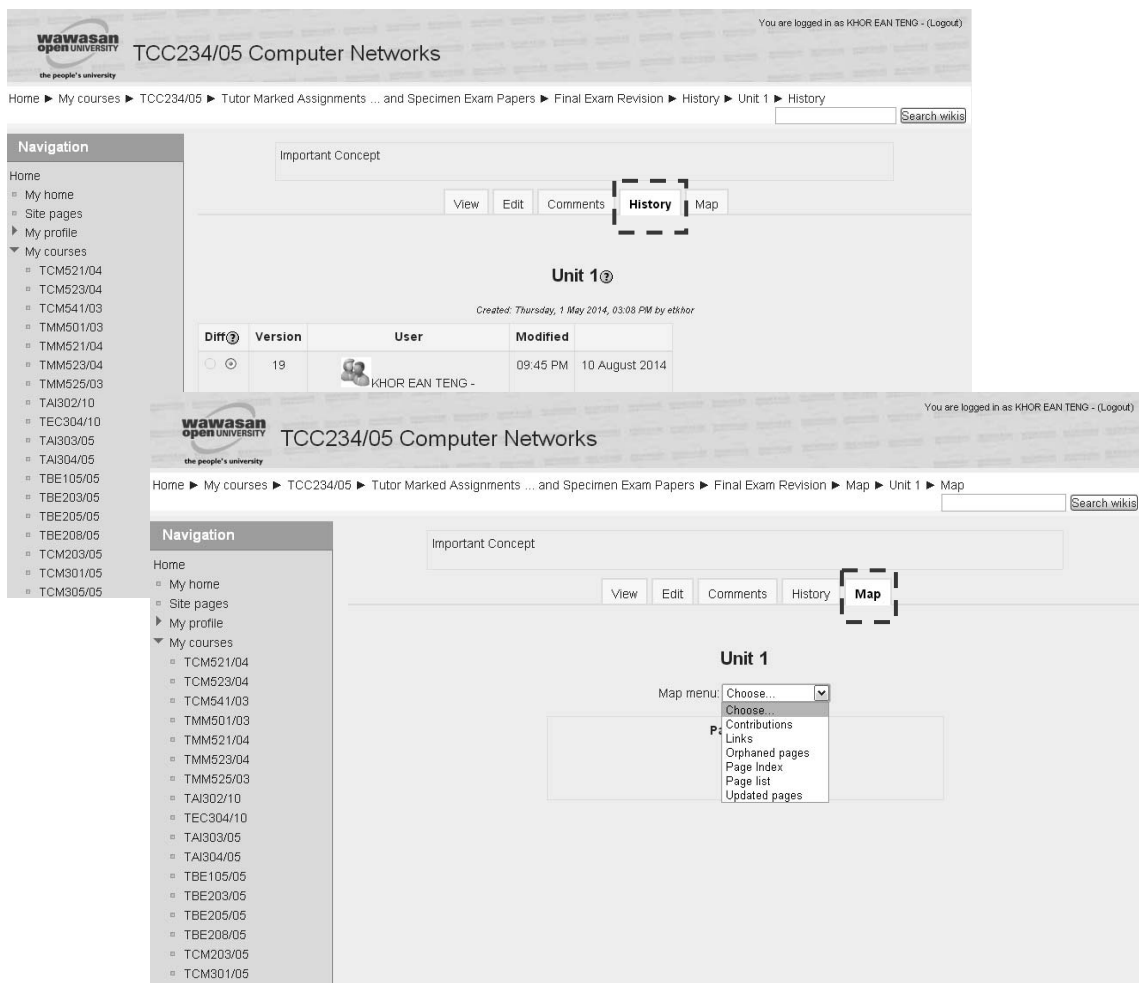 You are logged in as KHOR EAN TENG - (Logout)
wawasan
open UNIVERSITY
the people's university
TCC234/05 Computer Networks
Home ► My courses ► TCC234/05 ► Tutor Marked Assignments ... and Specimen Exam Papers ► Final Exam Revision ► History ► Unit 1 ► History
Search wikis
Navigation
Home
My home
Site pages
My profile
My courses
TCM521/04
TCM523/04
TCM541/03
TMM501/03
TMM521/04
TMM523/04
TMM525/03
TAI302/10
TEC304/10
TAI303/05
TAI304/05
TBE105/05
TBE203/05
TBE205/05
TBE208/05
TCM203/05
TCM301/05
TCM305/05
Important Concept
View Edit Comments History Map
Unit 1
Created: Thursday, 1 May 2014, 03:08 PM by etkhor
Diff Version User Modified
19 KHOR EAN TENG - 09:45 PM 10 August 2014
You are logged in as KHOR EAN TENG - (Logout)
wawasan
open UNIVERSITY
the people's university
TCC234/05 Computer Networks
Home ► My courses ► TCC234/05 ► Tutor Marked Assignments ... and Specimen Exam Papers ► Final Exam Revision ► Map ► Unit 1 ► Map
Search wikis
Navigation
Home
My home
Site pages
My profile
My courses
TCM521/04
TCM523/04
TCM541/03
TMM501/03
TMM521/04
TMM523/04
TMM525/03
TAI302/10
TEC304/10
TAI303/05
TAI304/05
TBE105/05
TBE203/05
TBE205/05
TBE208/05
TCM203/05
TCM301/05
Important Concept
View Edit Comments History Map
Unit 1
Map menu: Choose...
Choose...
Contributions
Links
Orphaned pages
Page Index
Page list
Updated pages